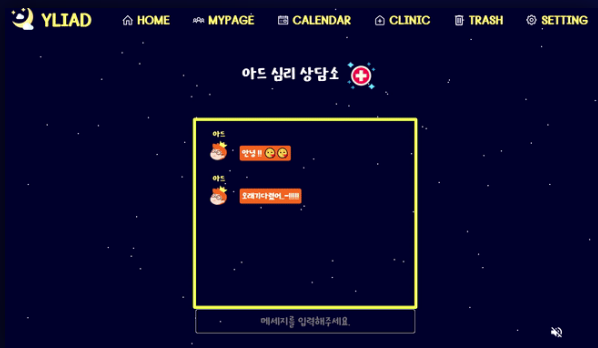 YLIAD
HOME
MYPAGE
CALENDAR
CLINIC
TRASH
SETTING
아드 심리 상담소
아드
안녕!!
아드
오래기다렸어..~!!!!!
메세지를 입력해주세요.